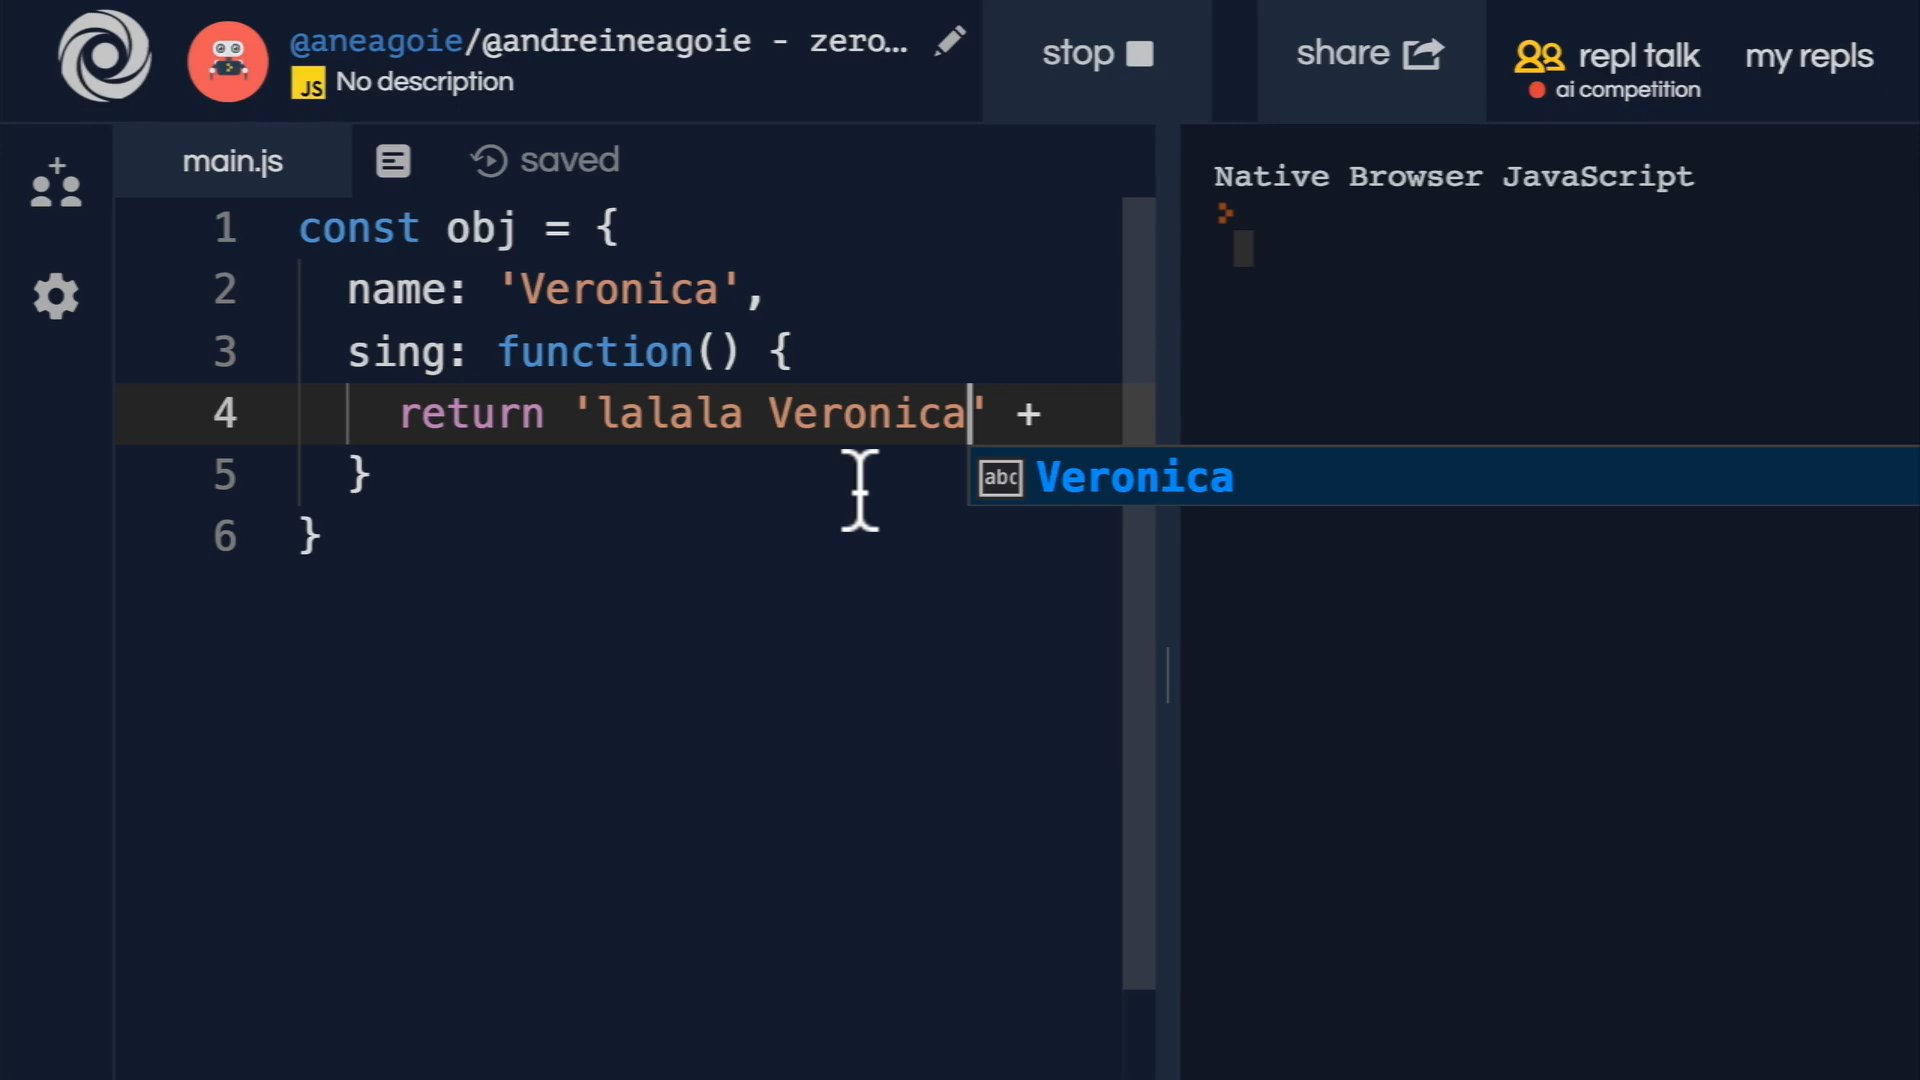 @aneagoie/@andreineagoie - zero...
JS No description
stop
share
repl talk
ai competition
my repls
main.js
saved
1 const obj = {
2 name: 'Veronica',
3 sing: function() {
4 return 'lalala Veronica' +
5 }
6 }
abc Veronica
Native Browser JavaScript